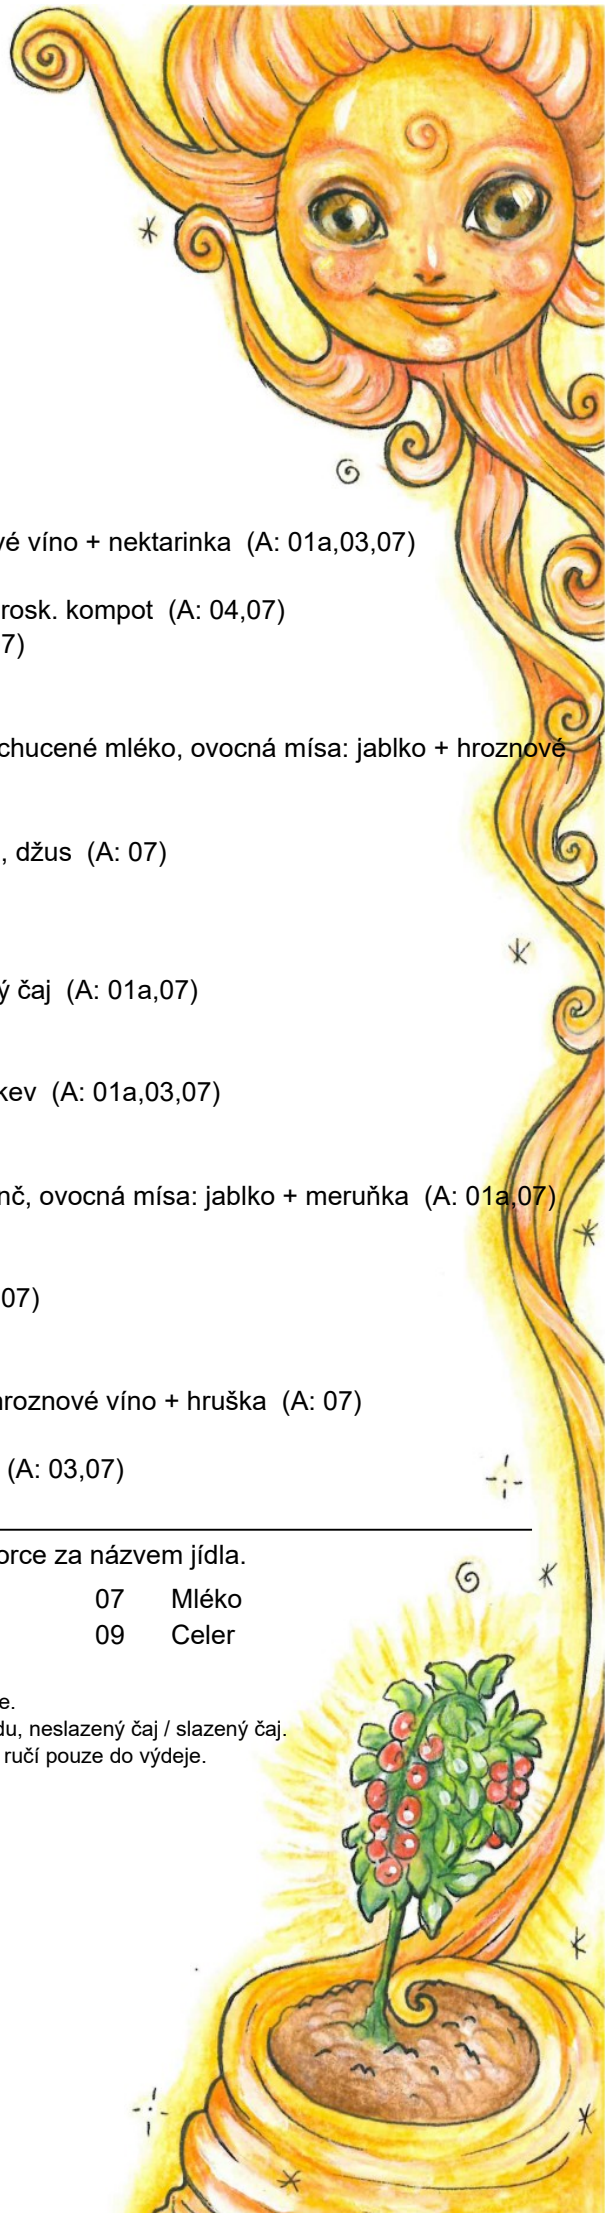 vé víno + nektarinka (A: 01a,03,07)
rosk. kompot (A: 04,07)
7)
chucené mléko, ovocná mísa: jablko + hroznové
, džus (A: 07)
ý čaj (A: 01a,07)
kev (A: 01a,03,07)
nč, ovocná mísa: jablko + meruňka (A: 01a,07)
07)
hroznové víno + hruška (A: 07)
(A: 03,07)
orce za názvem jídla.
07 Mléko
09 Celer
e.
du, neslazený čaj / slazený čaj.
ručí pouze do výdeje.